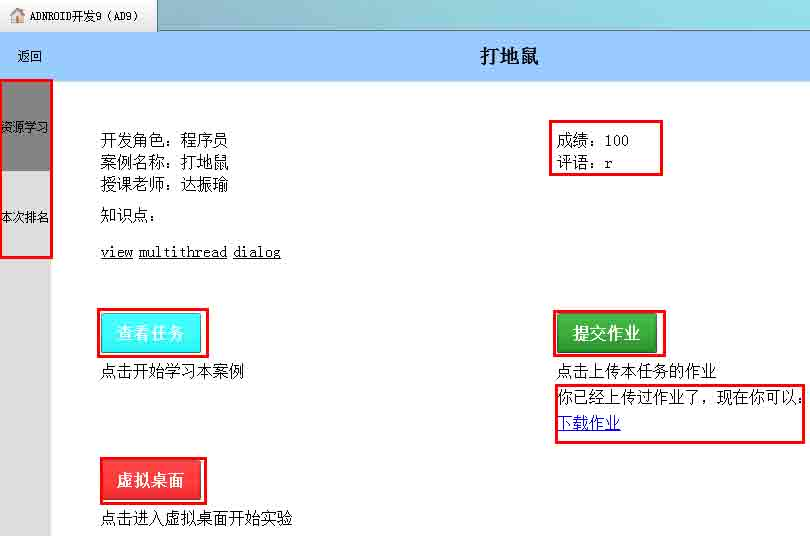 ADNROID开发9（AD9）
返回
打地鼠
资源学习
本次排名
开发角色：程序员
案例名称：打地鼠
授课老师：达振瑜
知识点：
view multithread dialog
成绩：100
评语：r
查看任务
点击开始学习本案例
提交作业
点击上传本任务的作业
你已经上传过作业了，现在你可以：
下载作业
虚拟桌面
点击进入虚拟桌面开始实验